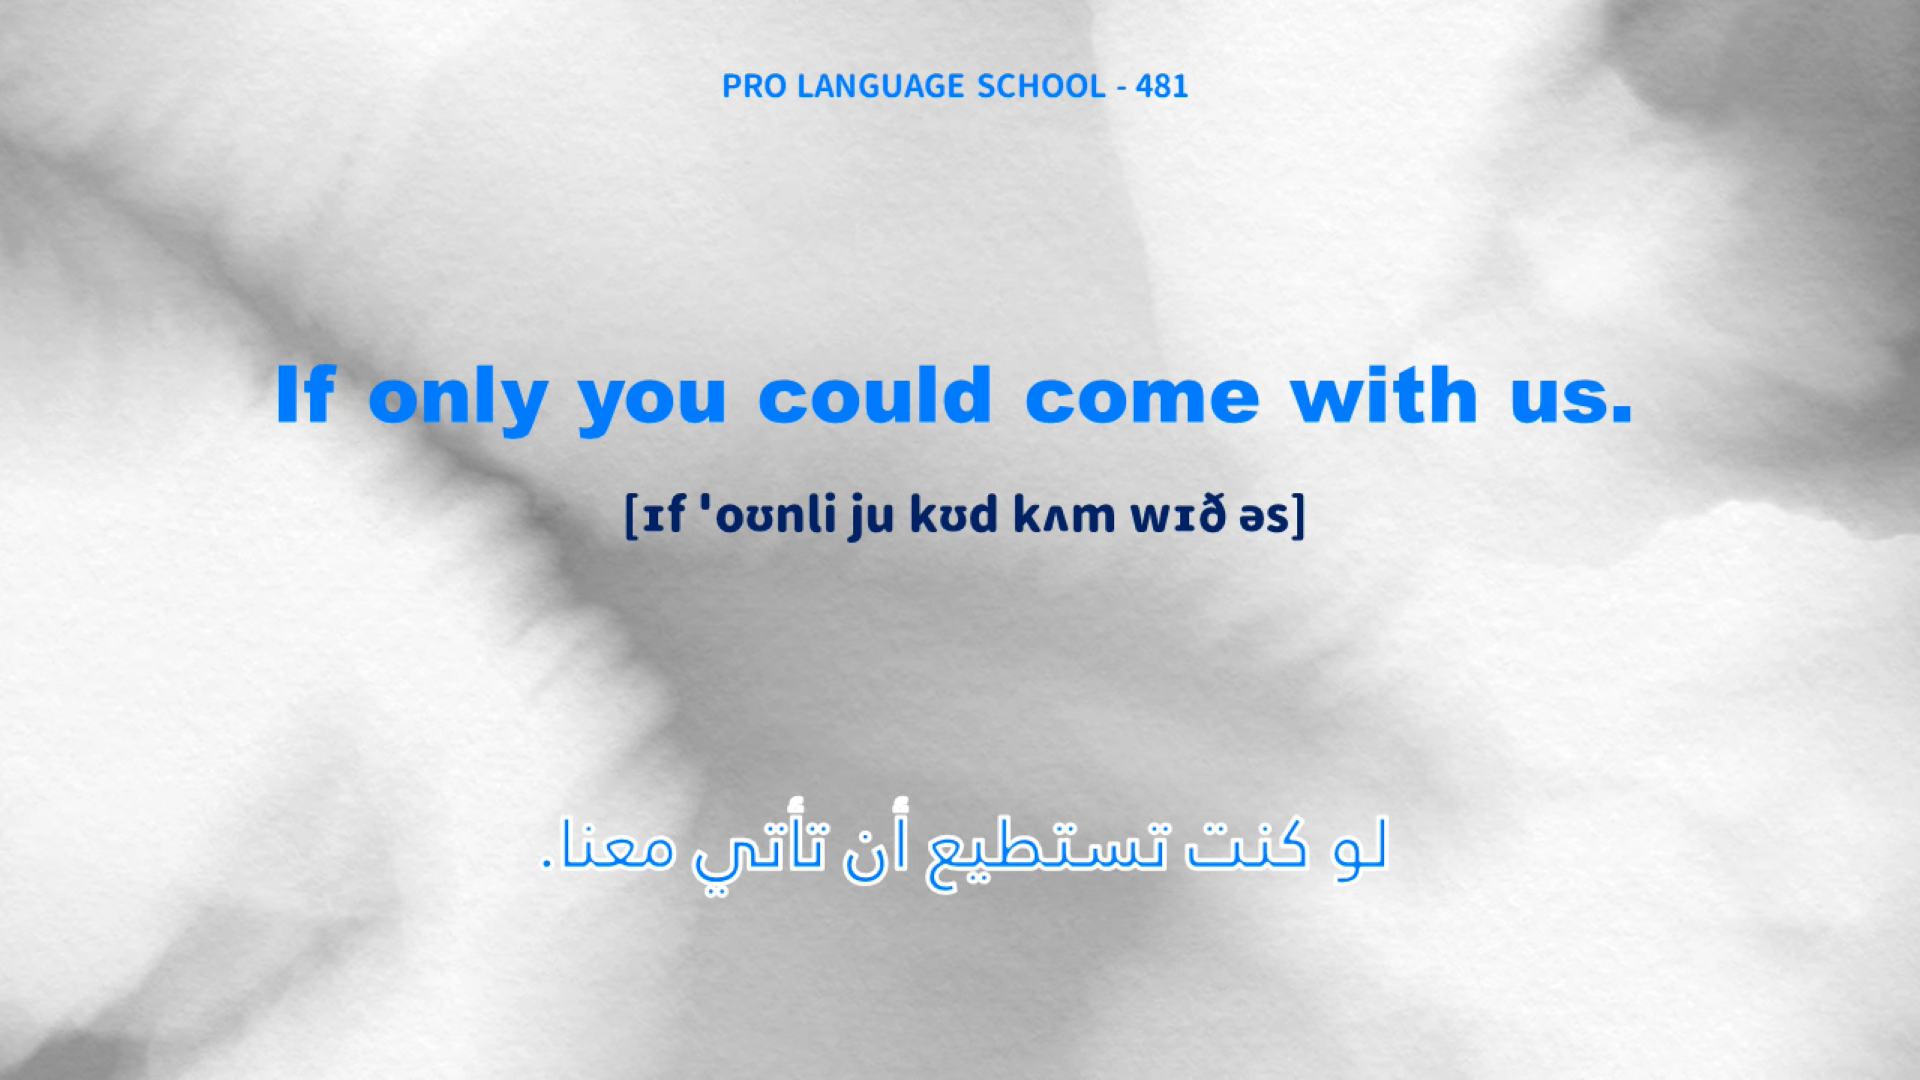 PRO LANGUAGE SCHOOL - 481
If only you could come with us.
[ɪf ˈoʊnli ju kʊd kʌm wɪð əs]
لو كنت تستطيع أن تأتي معنا.